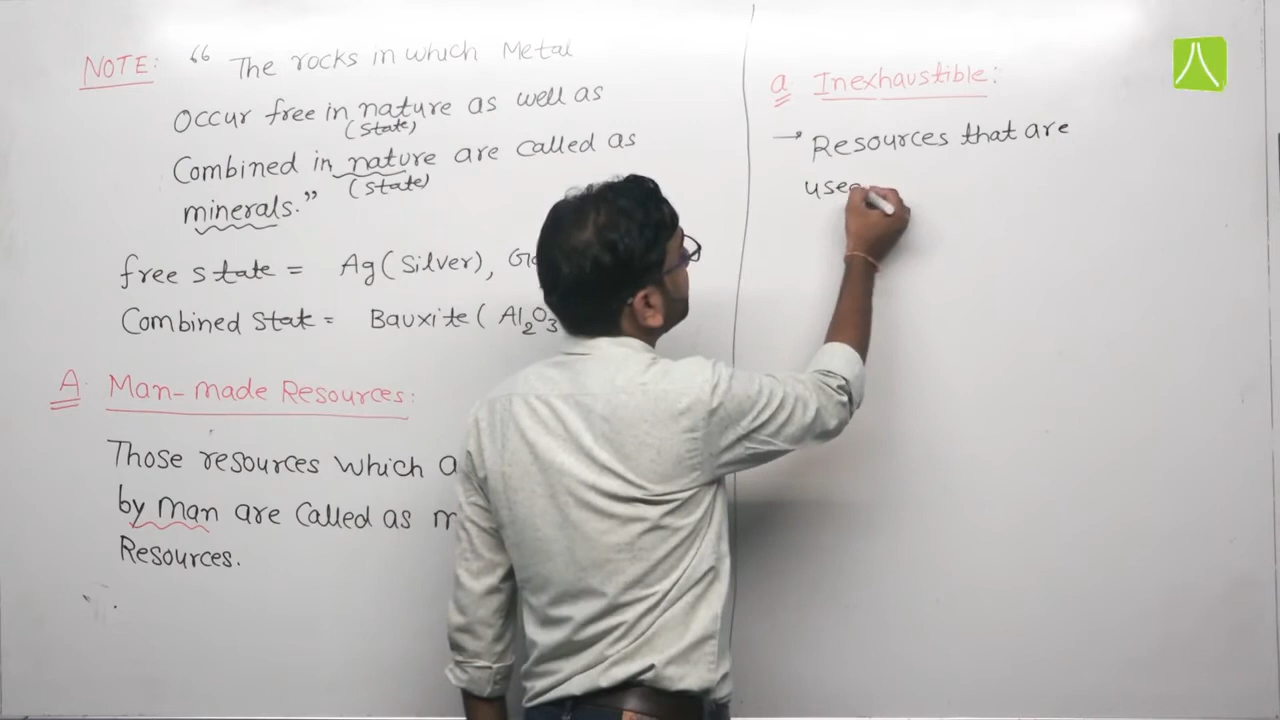 NOTE: “ The rocks in which Metal
Occur free in nature as well as
(state)
Combined in nature are called as
(state)
minerals.”
free state = Ag(Silver),
Combined State = Bauxite( Al2O3
A Man-made Resources:
Those resources which
by man are called as
Resources.
a Inexhaustible:
→ Resources that are